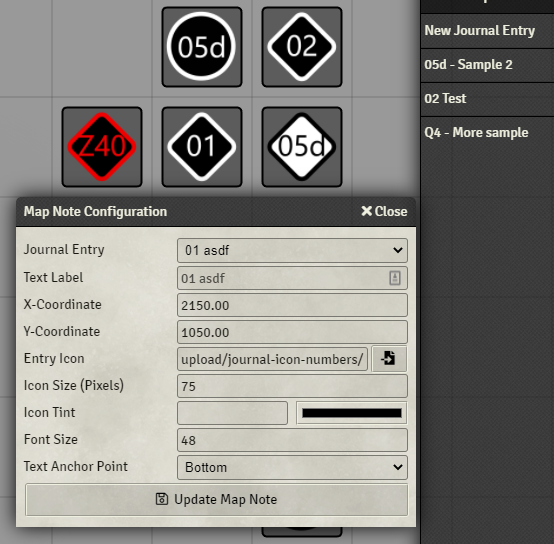 05d
02
New Journal Entry
05d - Sample 2
02 Test
Q4 - More sample
Z40
01
05d
Map Note Configuration
Close
Journal Entry
01 asdf
Text Label
01 asdf
X-Coordinate
2150.00
Y-Coordinate
1050.00
Entry Icon
upload/journal-icon-numbers/
Icon Size (Pixels)
75
Icon Tint
Font Size
48
Text Anchor Point
Bottom
Update Map Note